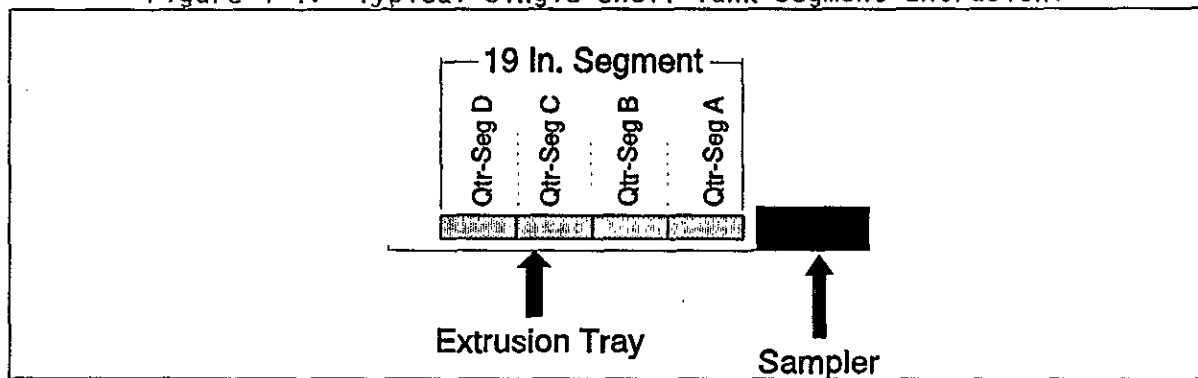 19 In. Segment
Qtr-Seg D
Qtr-Seg C
Qtr-Seg B
Qtr-Seg A
Extrusion Tray
Sampler